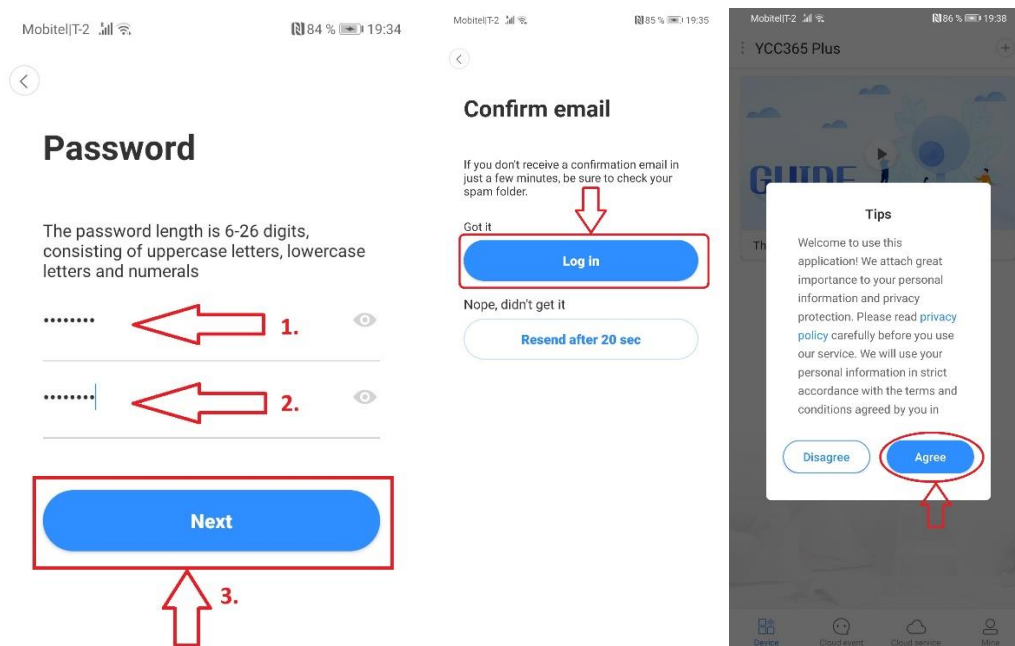 Mobitel|T-2 84 % 19:34
Password
The password length is 6-26 digits,
consisting of uppercase letters, lowercase
letters and numerals
1.
2.
Next
3.
Mobitel|T-2 85 % 19:35
Confirm email
If you don't receive a confirmation email in
just a few minutes, be sure to check your
spam folder.
Got it
Log in
Nope, didn't get it
Resend after 20 sec
Mobitel|T-2 86 % 19:38
YCC365 Plus
GUIDE
Th
Tips
Welcome to use this
application! We attach great
importance to your personal
information and privacy
protection. Please read privacy
policy carefully before you use
our service. We will use your
personal information in strict
accordance with the terms and
conditions agreed by you in
Disagree
Agree
Device
Cloud event
Cloud service
Mine